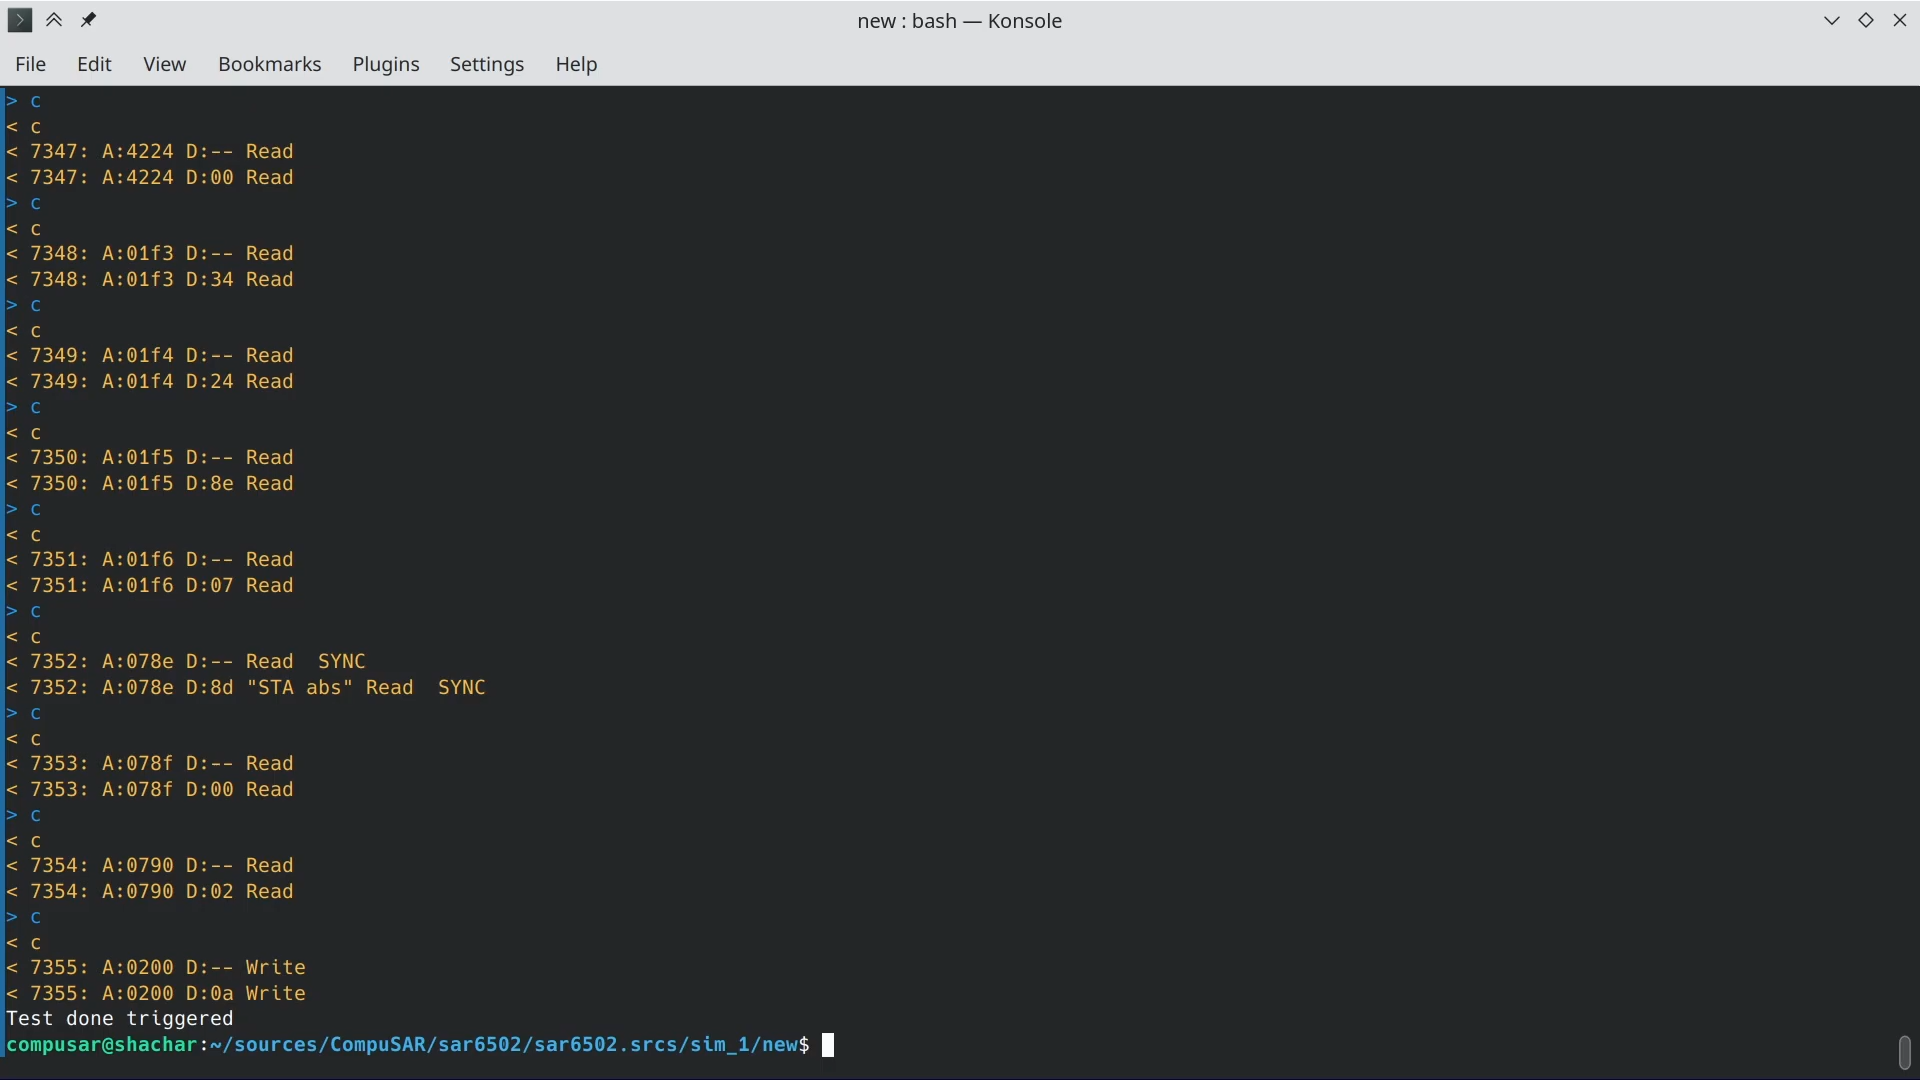 new : bash — Konsole
File Edit View Bookmarks Plugins Settings Help
> c
< c
< 7347: A:4224 D:-- Read
< 7347: A:4224 D:00 Read
> c
< c
< 7348: A:01f3 D:-- Read
< 7348: A:01f3 D:34 Read
> c
< c
< 7349: A:01f4 D:-- Read
< 7349: A:01f4 D:24 Read
> c
< c
< 7350: A:01f5 D:-- Read
< 7350: A:01f5 D:8e Read
> c
< c
< 7351: A:01f6 D:-- Read
< 7351: A:01f6 D:07 Read
> c
< c
< 7352: A:078e D:-- Read  SYNC
< 7352: A:078e D:8d "STA abs" Read  SYNC
> c
< c
< 7353: A:078f D:-- Read
< 7353: A:078f D:00 Read
> c
< c
< 7354: A:0790 D:-- Read
< 7354: A:0790 D:02 Read
> c
< c
< 7355: A:0200 D:-- Write
< 7355: A:0200 D:0a Write
Test done triggered
compusar@shachar:~/sources/CompuSAR/sar6502/sar6502.srcs/sim_1/new$